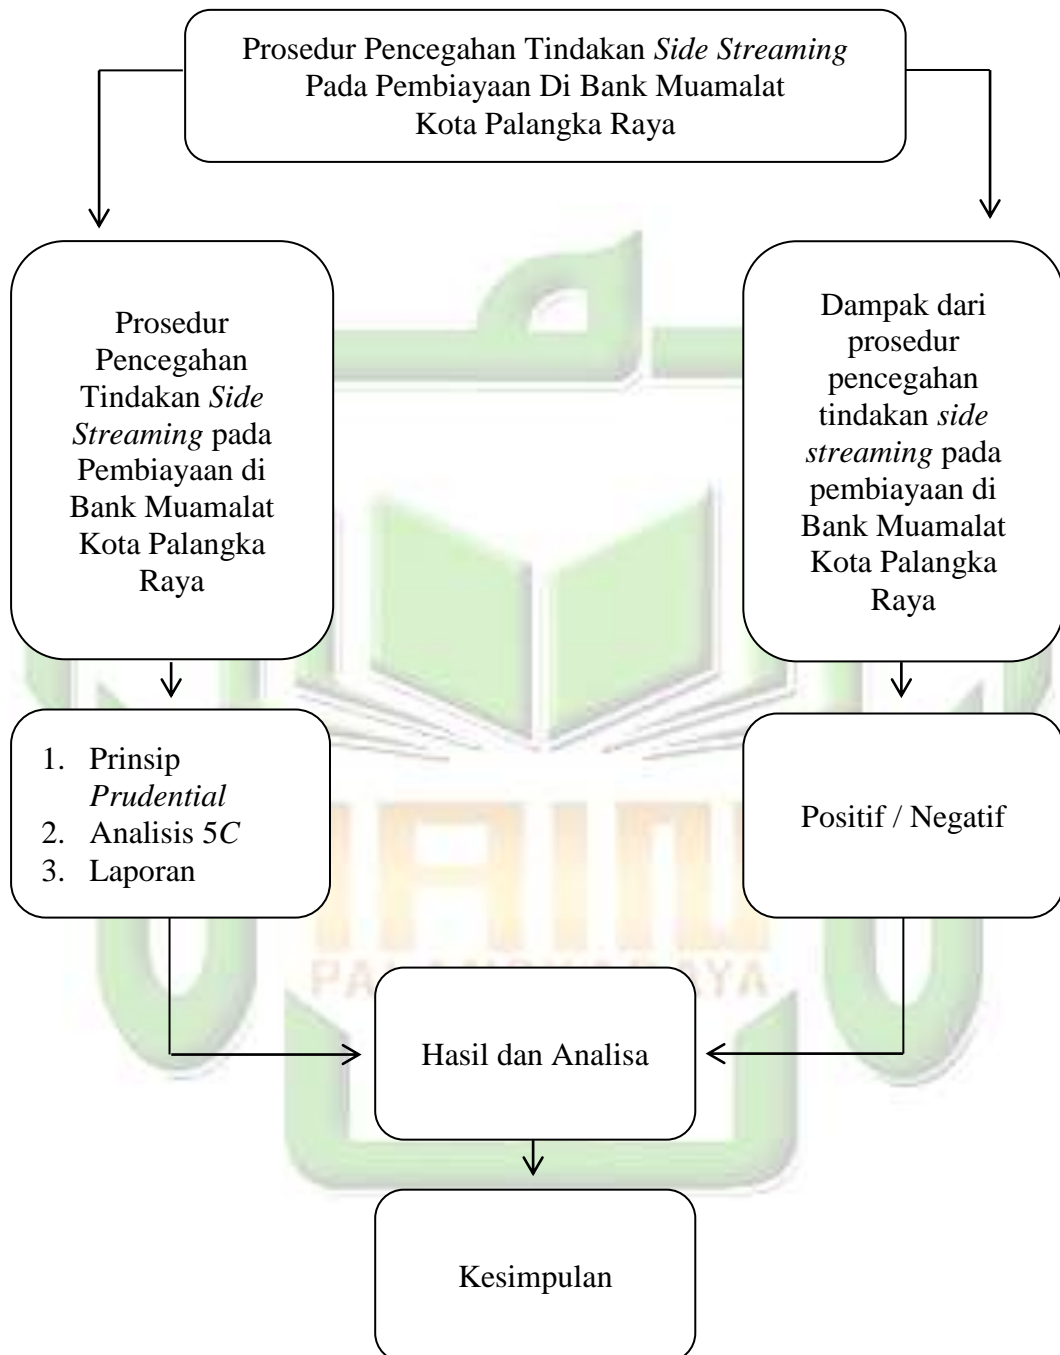 Prosedur Pencegahan Tindakan Side Streaming
Pada Pembiayaan Di Bank Muamalat
Kota Palangka Raya
Prosedur
Pencegahan
Tindakan Side
Streaming pada
Pembiayaan di
Bank Muamalat
Kota Palangka
Raya
Dampak dari
prosedur
pencegahan
tindakan side
streaming pada
pembiayaan di
Bank Muamalat
Kota Palangka
Raya
1. Prinsip
Prudential
2. Analisis 5C
3. Laporan
Positif / Negatif
IAIN
Hasil dan Analisa
Kesimpulan